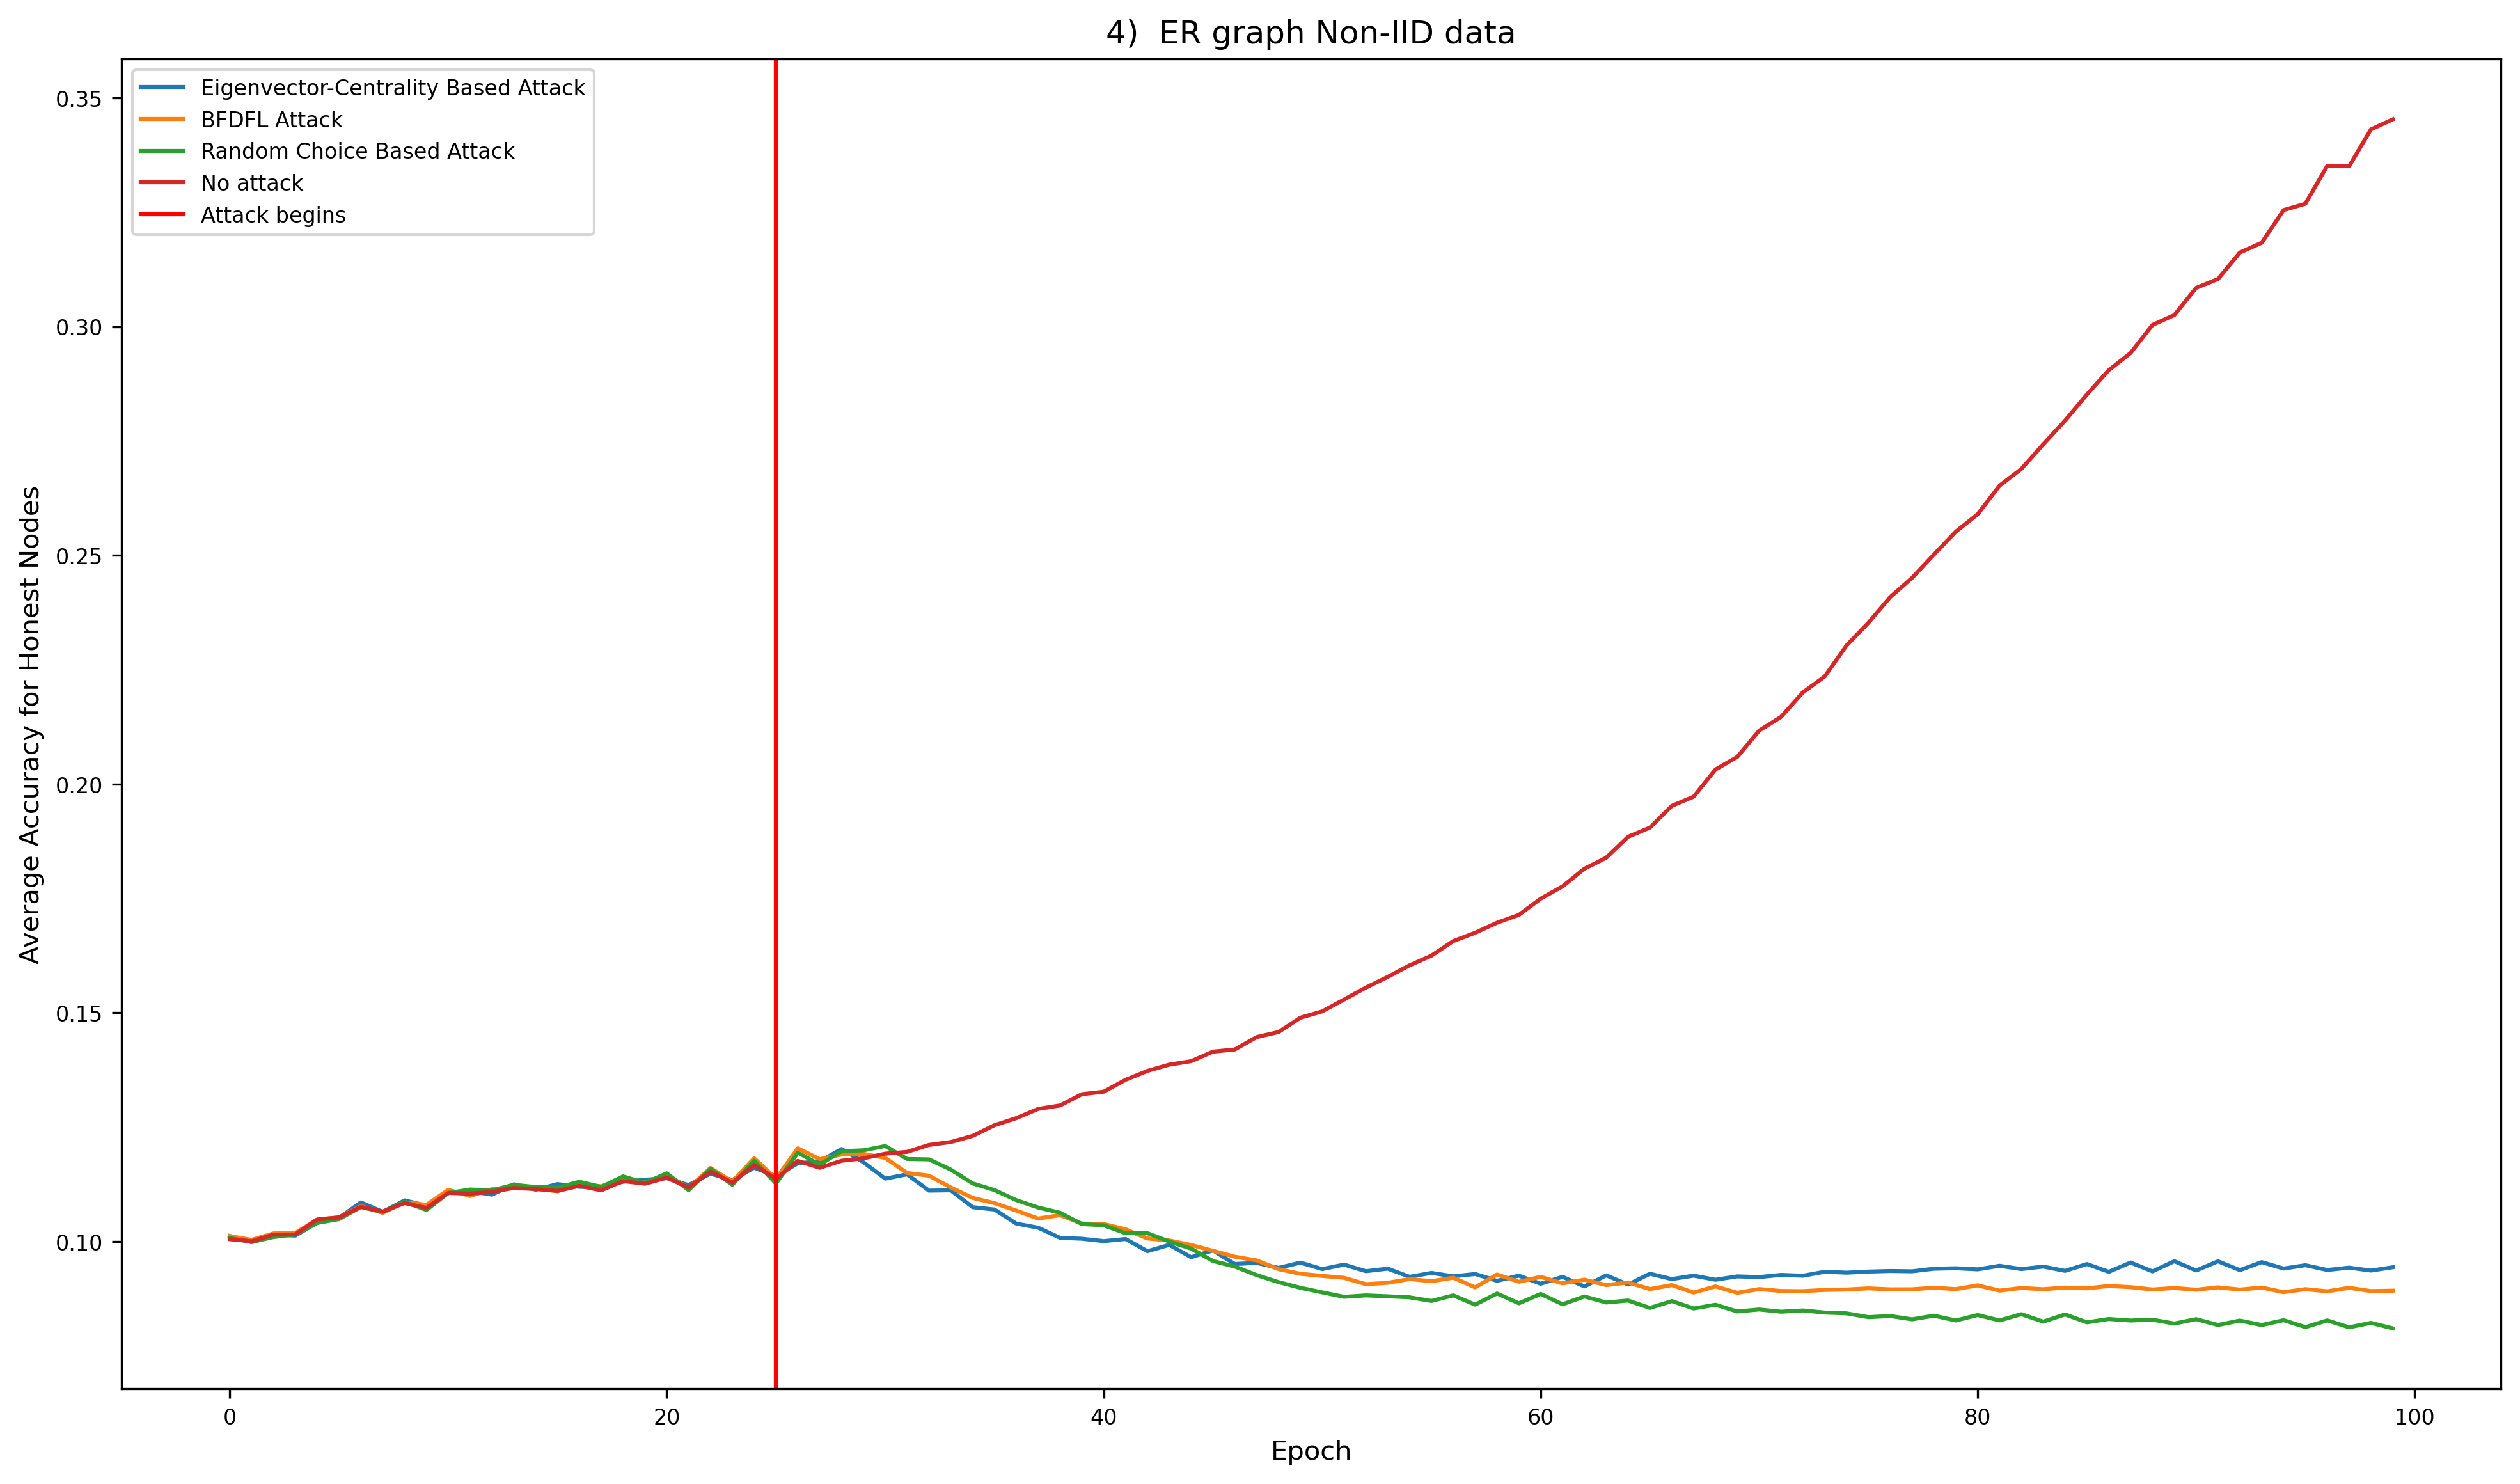 4)  ER graph Non-IID data
Eigenvector-Centrality Based Attack
BFDFL Attack
Random Choice Based Attack
No attack
Attack begins
Average Accuracy for Honest Nodes
0.35
0.30
0.25
0.20
0.15
0.10
0
20
40
60
80
100
Epoch